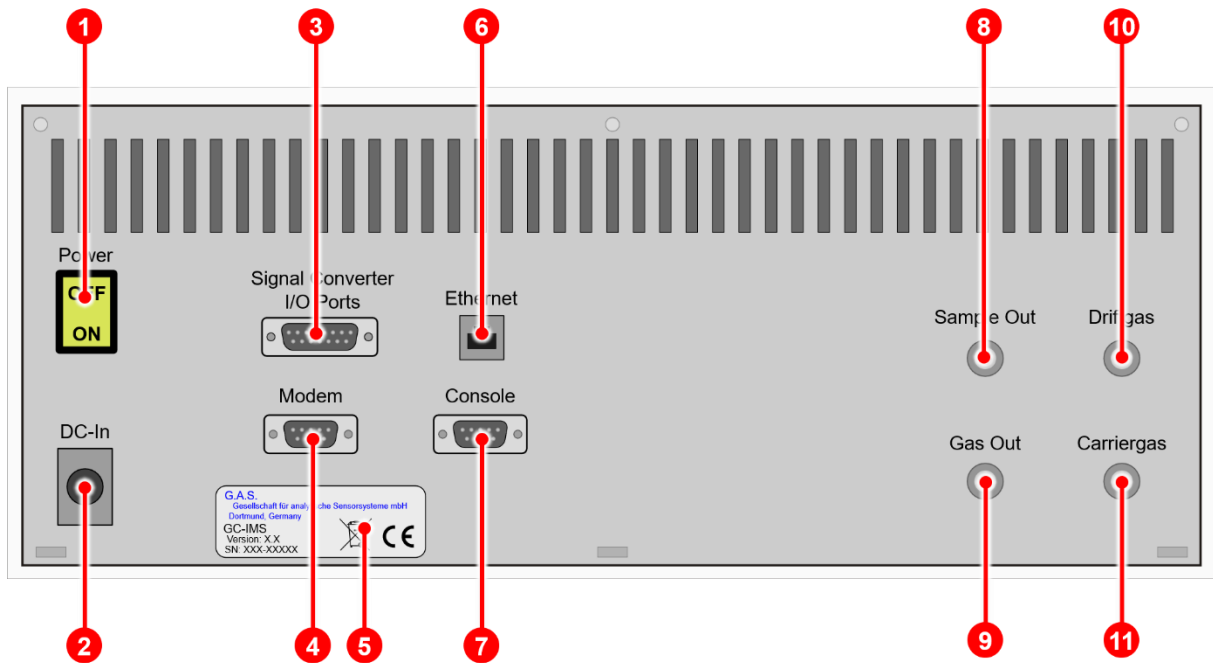 1
3
6
8
10
Power
OFF
ON
Signal Converter
I/O Ports
Ethernet
Sample Out
Driftgas
Modem
Console
DC-In
Gas Out
Carriergas
G.A.S.
Gesellschaft für analytische Sensorsysteme mbH
Dortmund, Germany
GC-IMS
Version: X.X
SN: XXX-XXXXX
CE
2
4
5
7
9
11